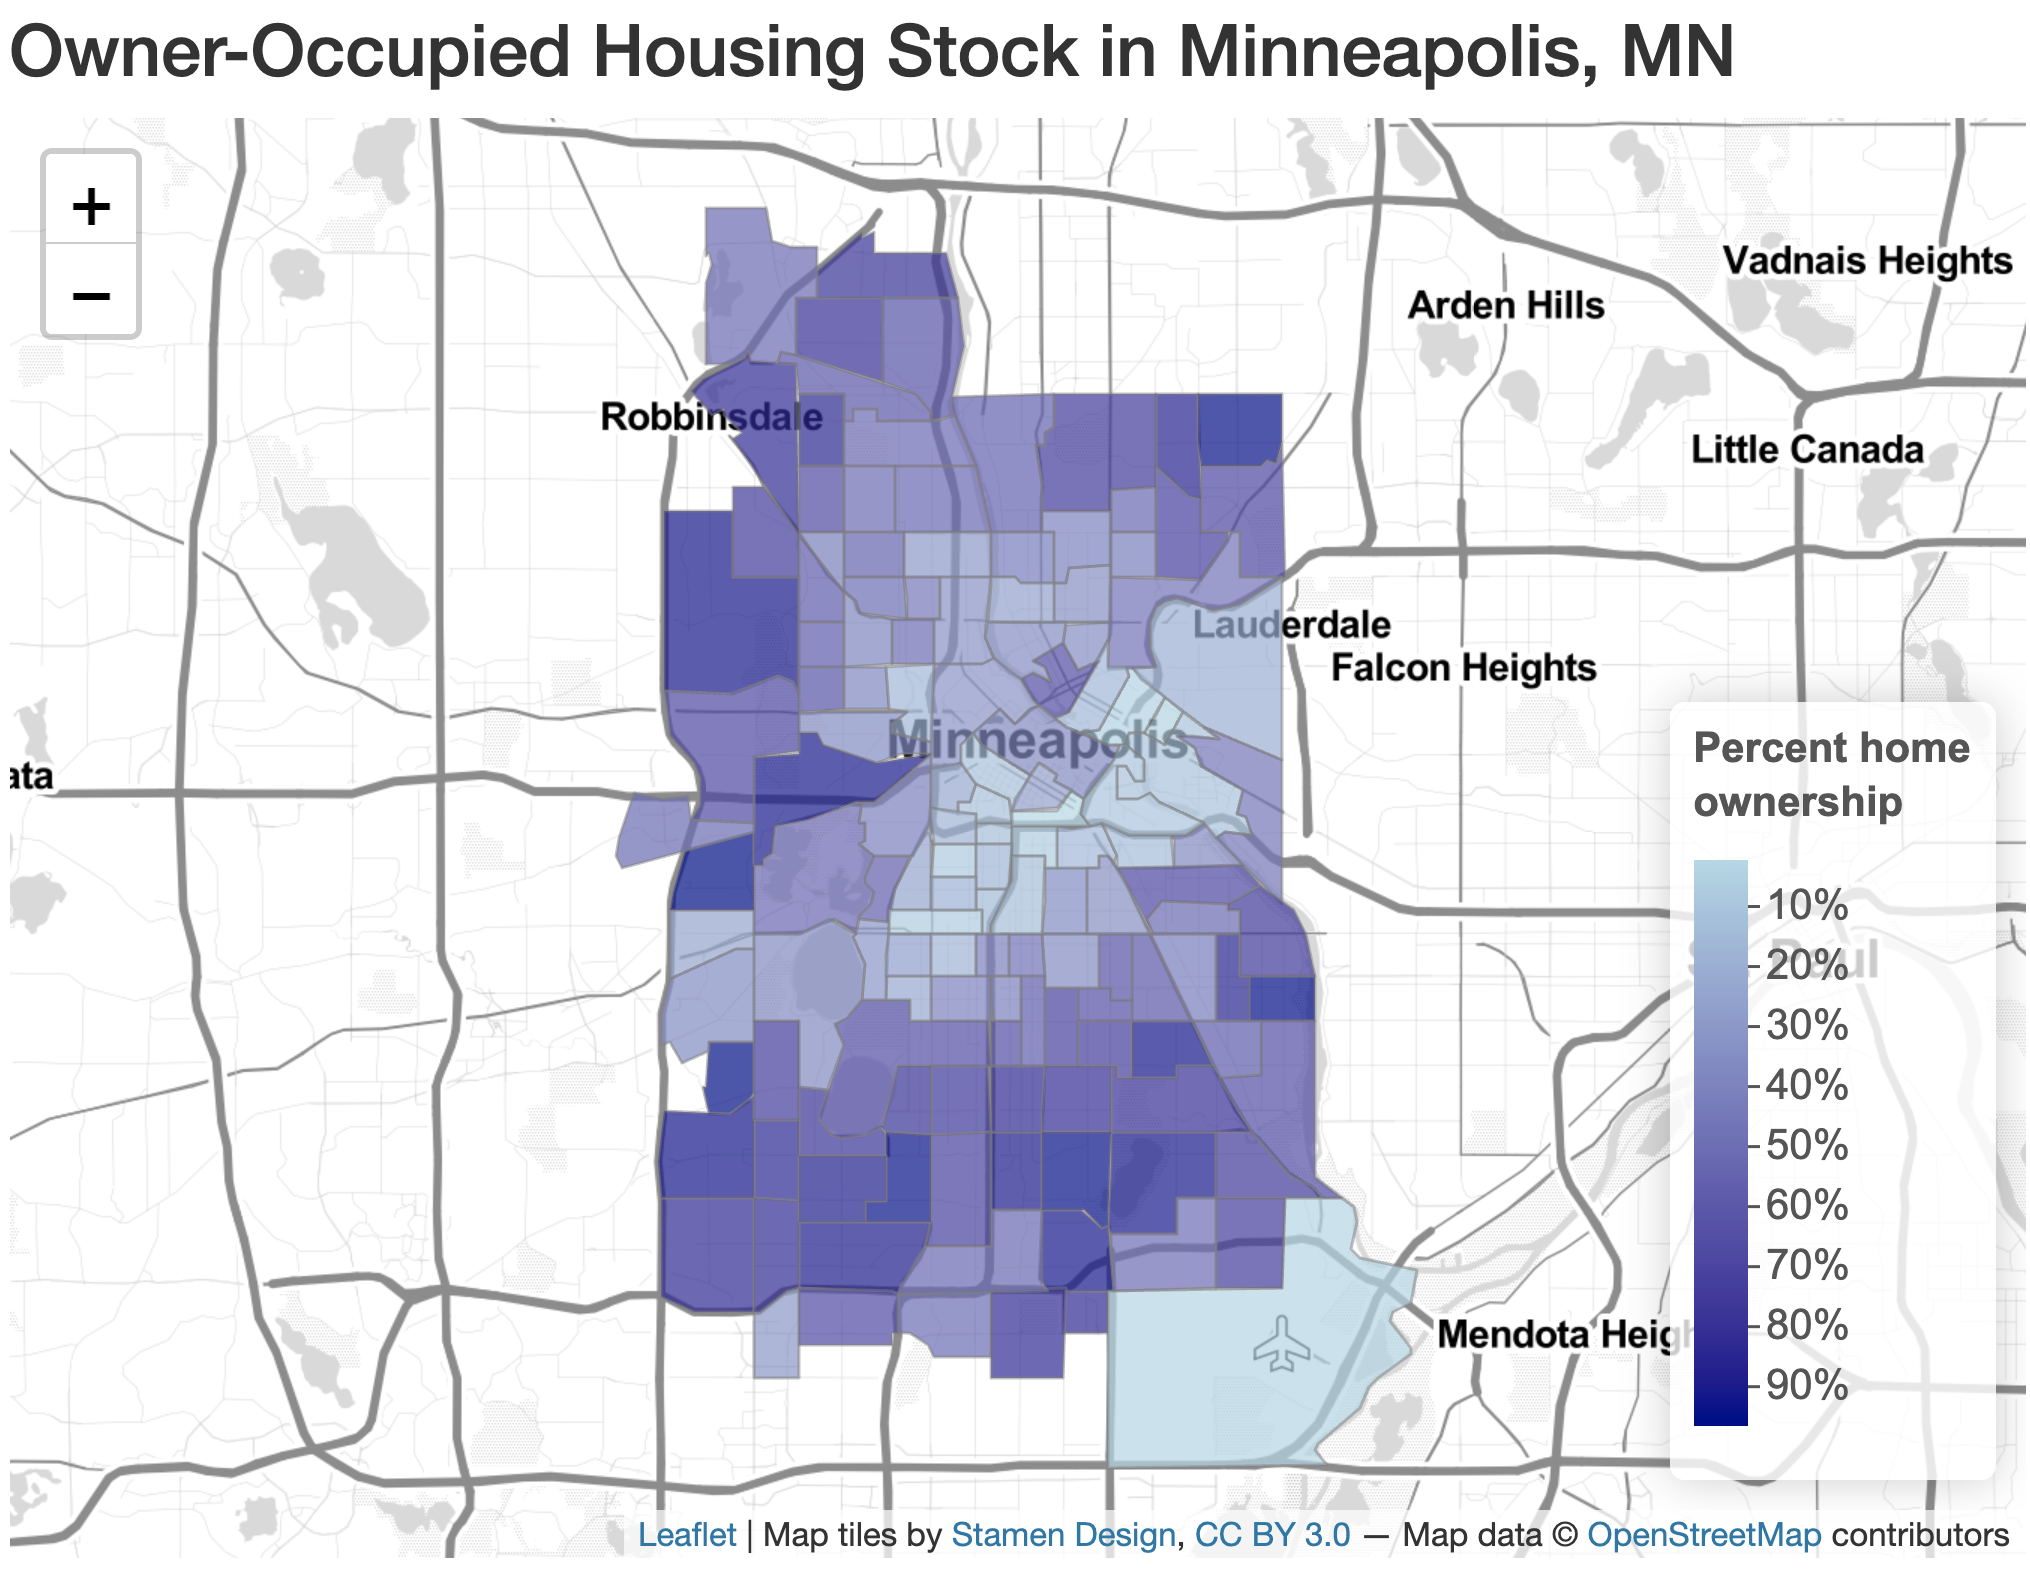 Owner-Occupied Housing Stock in Minneapolis, MN
+
−
Vadnais Heights
Arden Hills
Robbinsdale
Little Canada
Lauderdale
Falcon Heights
Minneapolis
ata
Percent home
ownership
10%
20%
30%
40%
50%
60%
70%
80%
90%
Mendota Heigh
Leaflet | Map tiles by Stamen Design, CC BY 3.0 — Map data © OpenStreetMap contributors